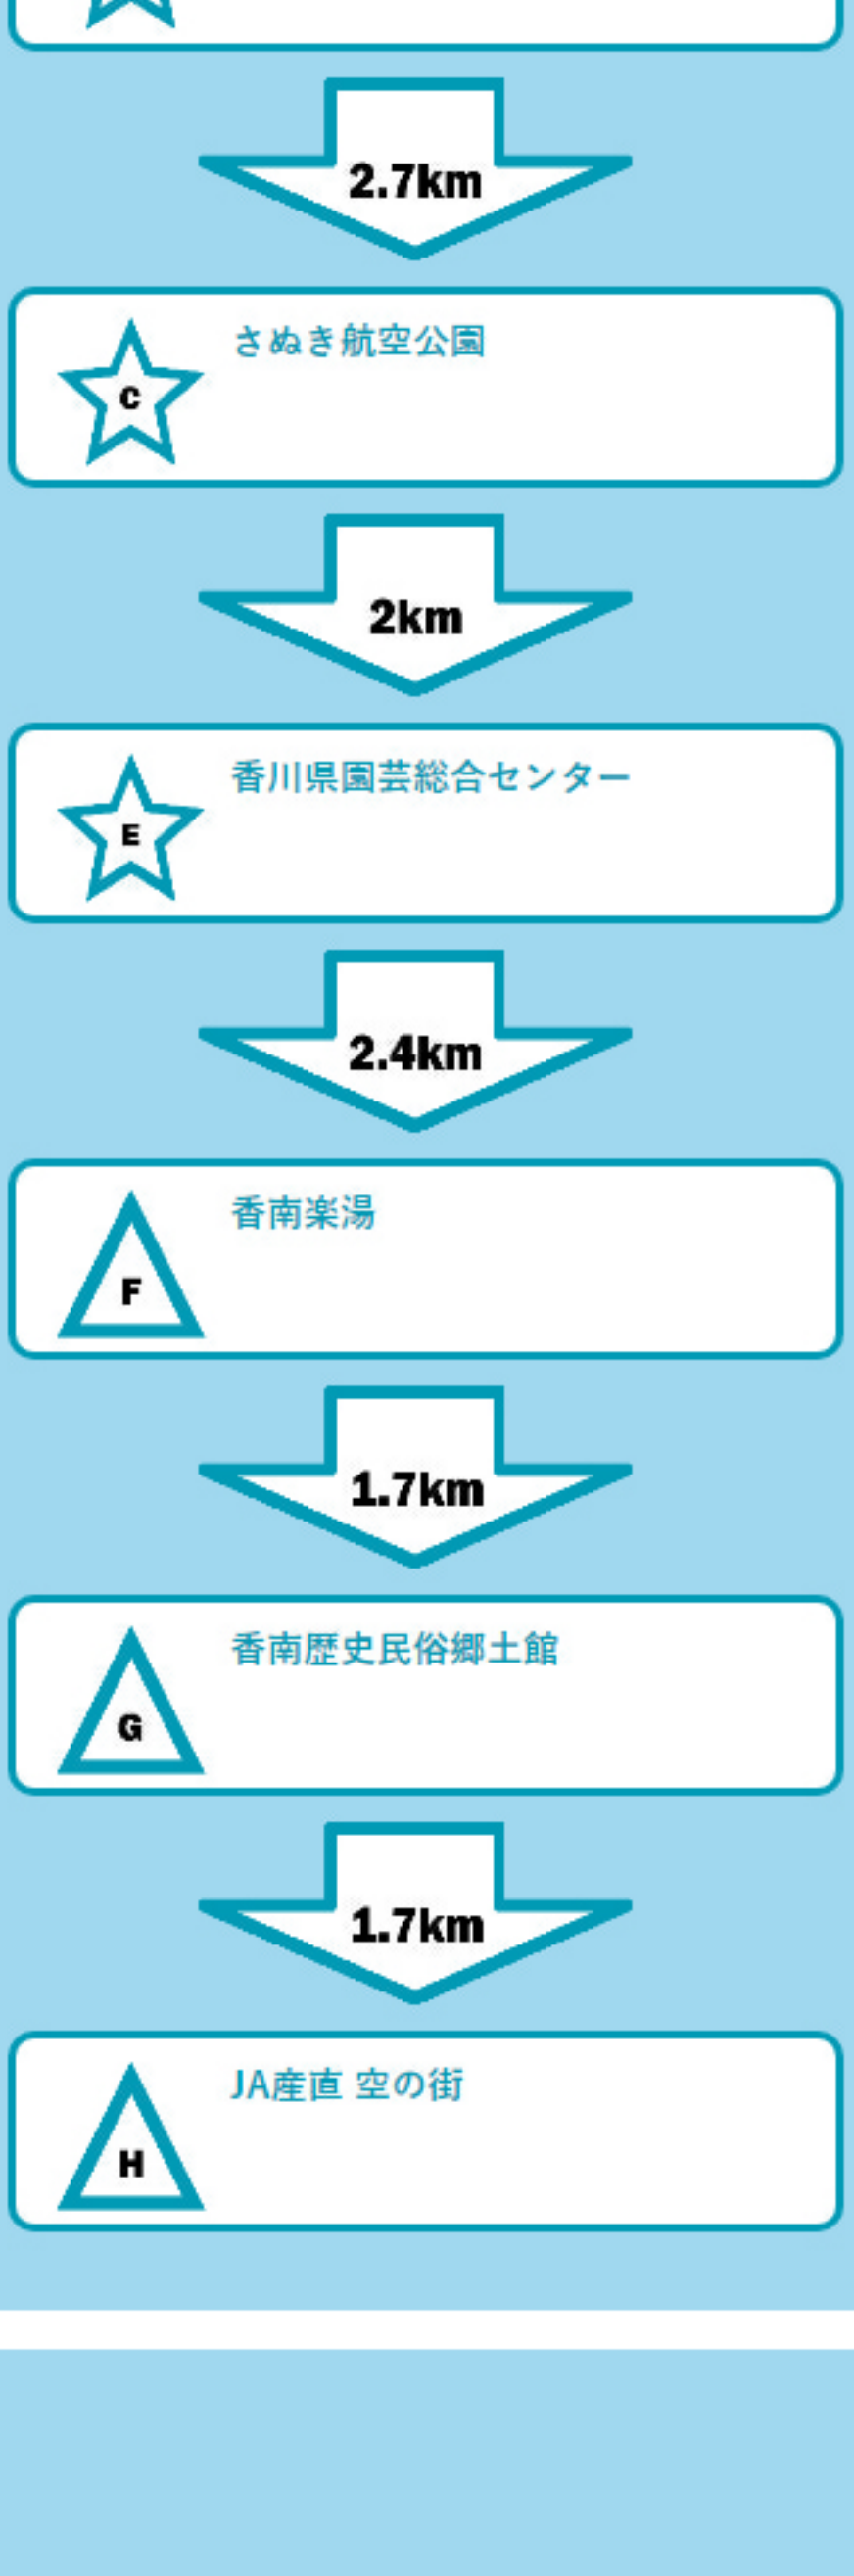 2.7km
さぬき航空公園
C
2km
香川県園芸総合センター
E
2.4km
香南楽湯
F
1.7km
香南歴史民俗郷土館
G
1.7km
JA産直 空の街
H